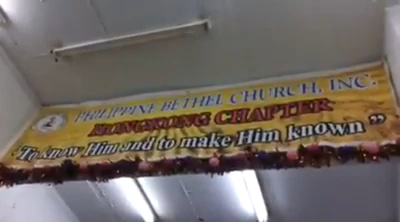 PHILIPPINE BETHEL CHURCH, INC.
HONGKONG CHAPTER
"To know Him and to make Him known"